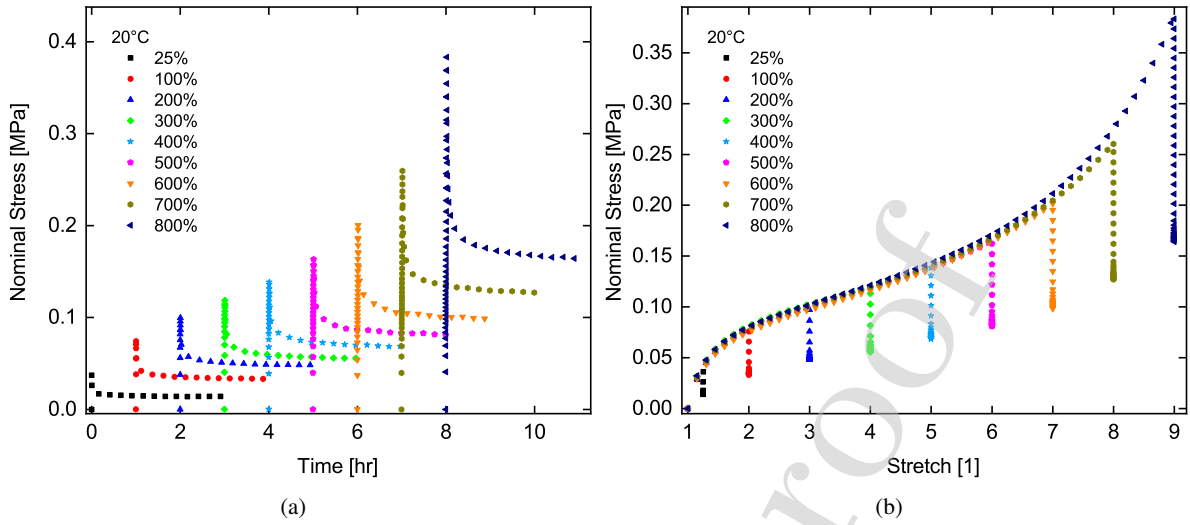 20°C
25%
100%
200%
300%
400%
500%
600%
700%
800%
0.4
0.3
0.2
0.1
0.0
Nominal Stress [MPa]
0 2 4 6 8 10
Time [hr]
(a)
20°C
25%
100%
200%
300%
400%
500%
600%
700%
800%
0.35
0.30
0.25
0.20
0.15
0.10
0.05
0.00
Nominal Stress [MPa]
1 2 3 4 5 6 7 8 9
Stretch [1]
(b)
roof